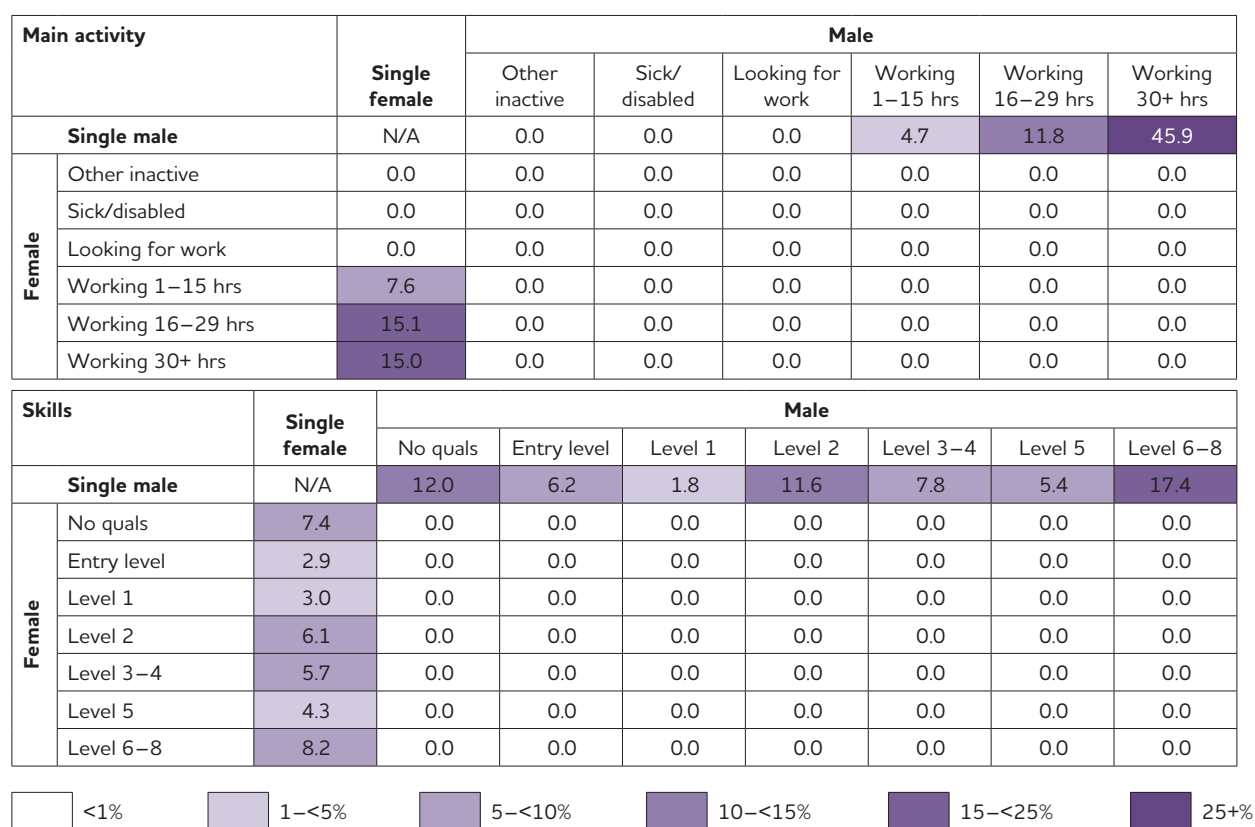 Main activity
Single female
Male
Other inactive
Sick/ disabled
Looking for work
Working 1–15 hrs
Working 16–29 hrs
Working 30+ hrs
Single male N/A 0.0 0.0 0.0 4.7 11.8 45.9
Female
Other inactive 0.0 0.0 0.0 0.0 0.0 0.0 0.0
Sick/disabled 0.0 0.0 0.0 0.0 0.0 0.0 0.0
Looking for work 0.0 0.0 0.0 0.0 0.0 0.0 0.0
Working 1–15 hrs 7.6 0.0 0.0 0.0 0.0 0.0 0.0
Working 16–29 hrs 15.1 0.0 0.0 0.0 0.0 0.0 0.0
Working 30+ hrs 15.0 0.0 0.0 0.0 0.0 0.0 0.0
Skills
Single female
Male
No quals Entry level Level 1 Level 2 Level 3–4 Level 5 Level 6–8
Single male N/A 12.0 6.2 1.8 11.6 7.8 5.4 17.4
Female
No quals 7.4 0.0 0.0 0.0 0.0 0.0 0.0 0.0
Entry level 2.9 0.0 0.0 0.0 0.0 0.0 0.0 0.0
Level 1 3.0 0.0 0.0 0.0 0.0 0.0 0.0 0.0
Level 2 6.1 0.0 0.0 0.0 0.0 0.0 0.0 0.0
Level 3–4 5.7 0.0 0.0 0.0 0.0 0.0 0.0 0.0
Level 5 4.3 0.0 0.0 0.0 0.0 0.0 0.0 0.0
Level 6–8 8.2 0.0 0.0 0.0 0.0 0.0 0.0 0.0
<1% 1–<5% 5–<10% 10–<15% 15–<25% 25+%